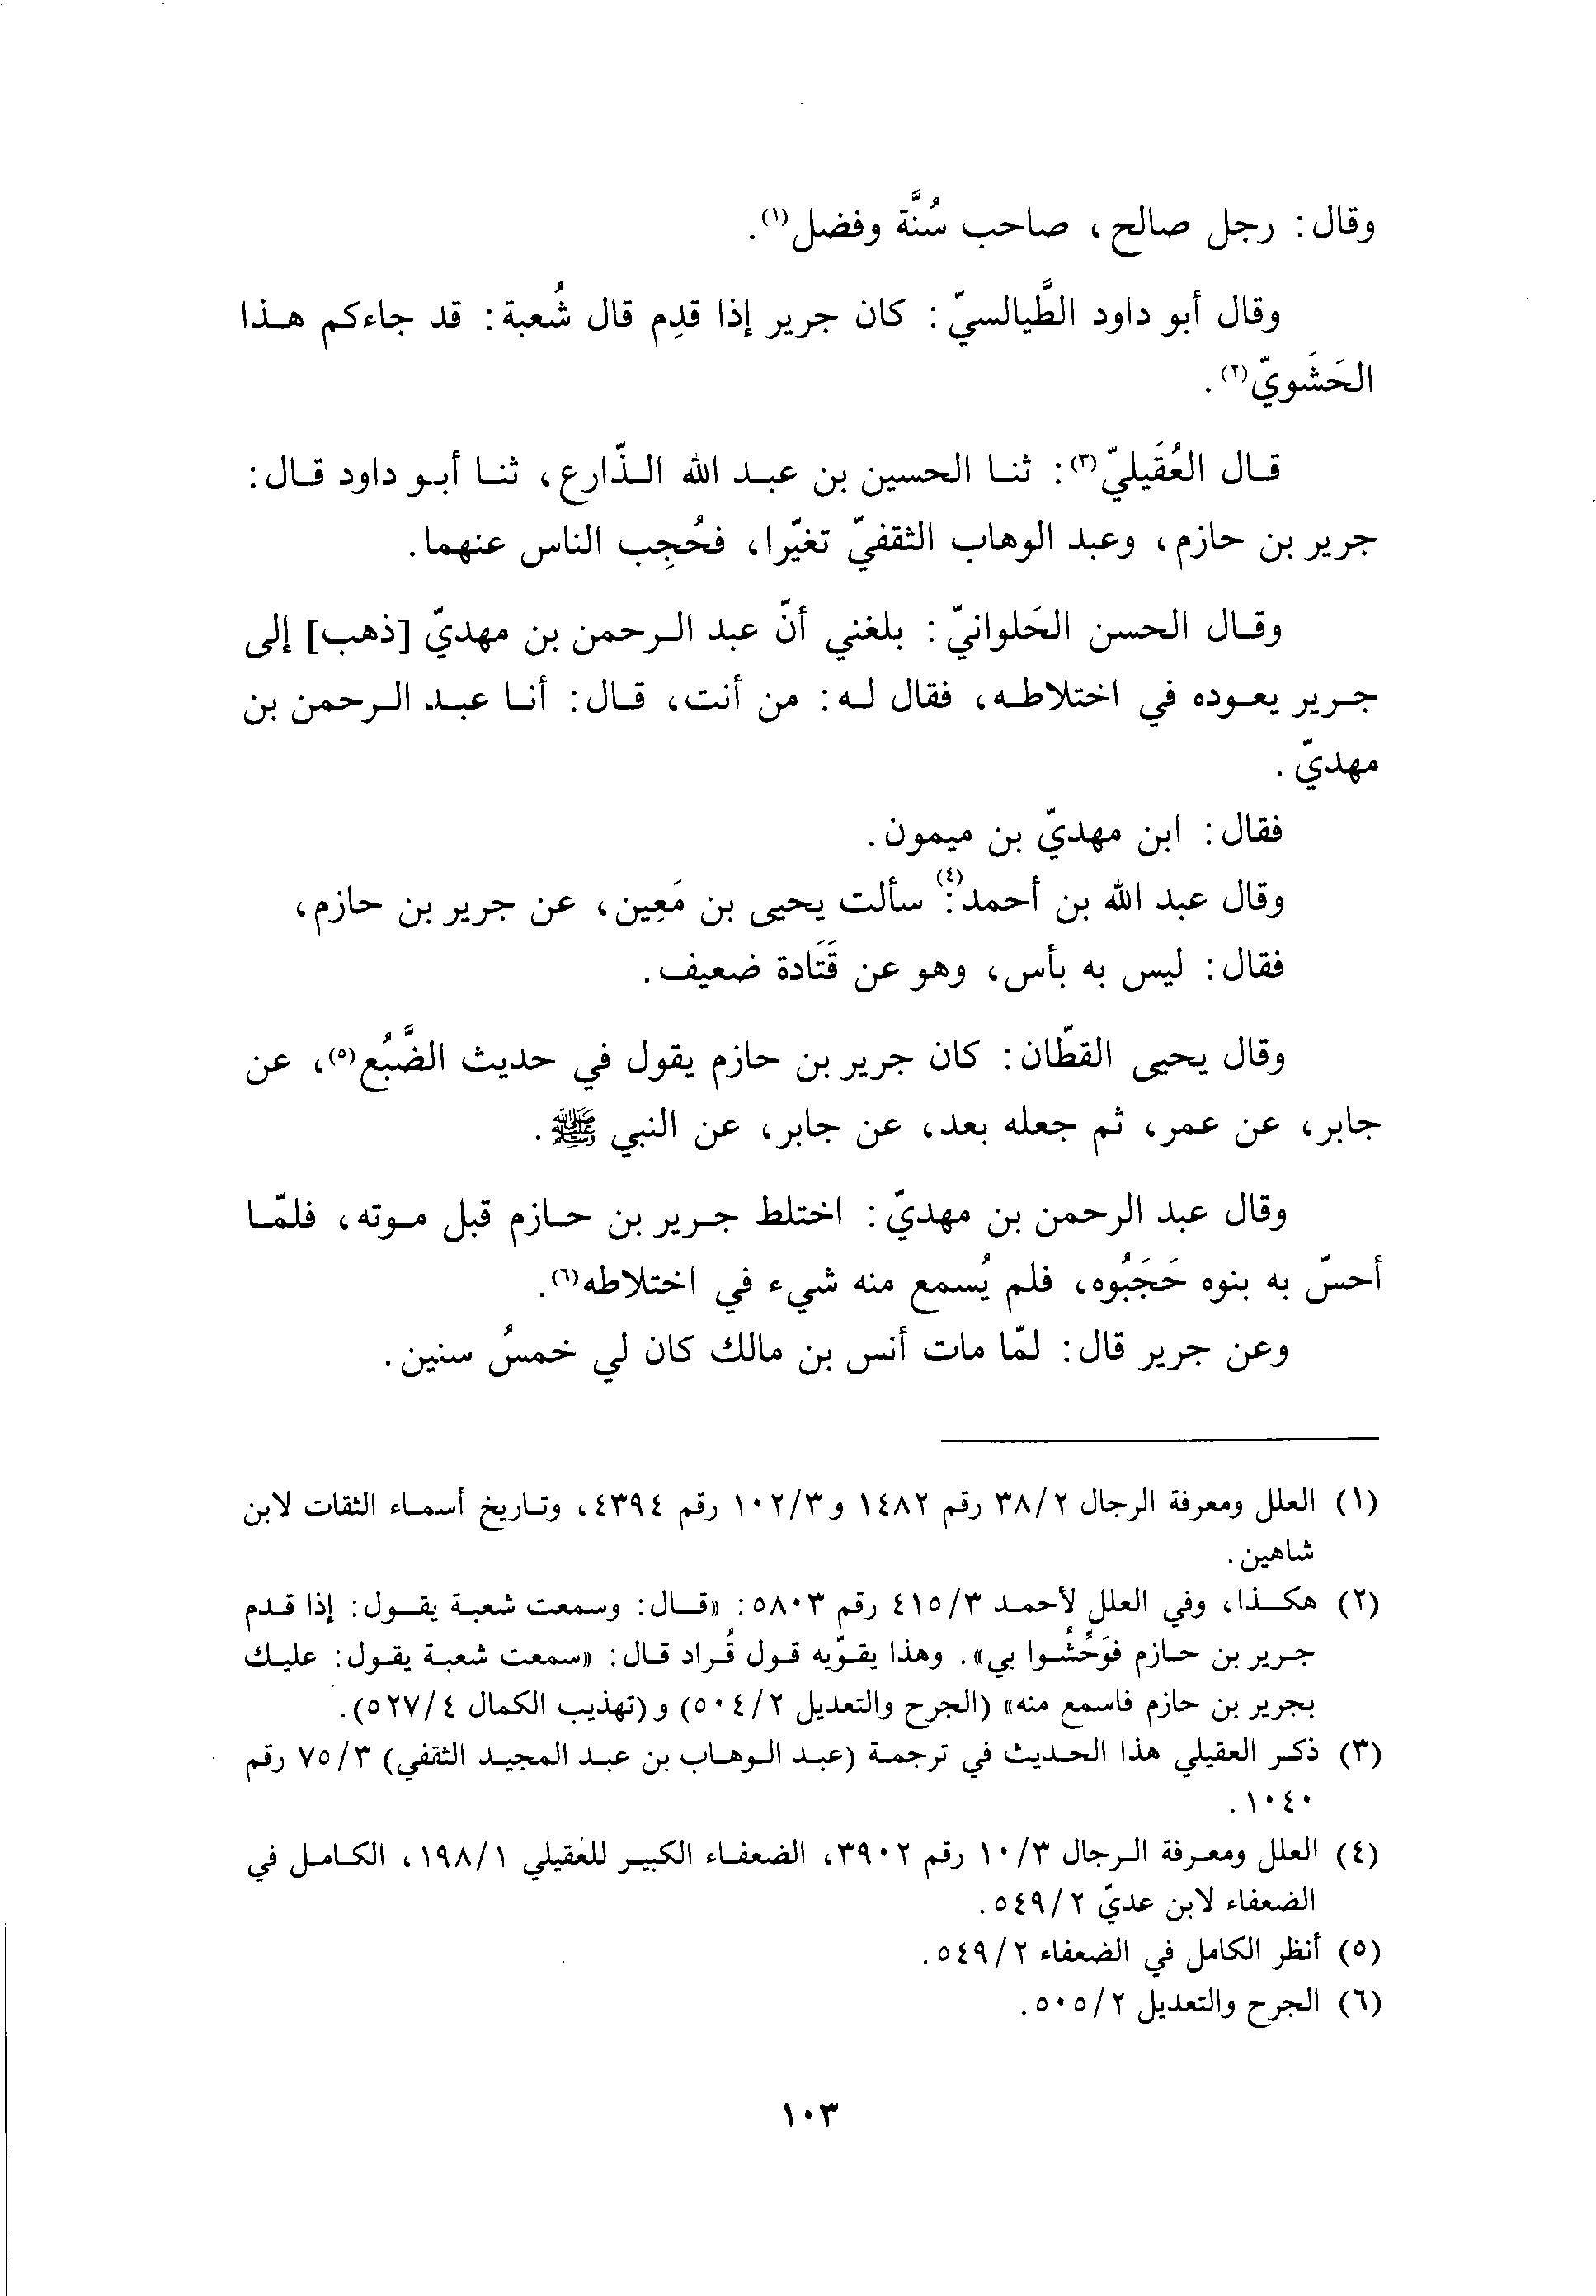 وقال: رجل صالح، صاحب سُنَّة وفضل(١).
وقال أبو داود الطَّيالسيّ: كان جرير إذا قدِم قال شُعبة: قد جاءكم هذا
الحَشَويّ(٢).
قال العُقَيليّ(٣): ثنا الحسين بن عبد الله الذّارع، ثنا أبو داود قال:
جرير بن حازم، وعبد الوهاب الثقفيّ تغيّرا، فحُجِب الناس عنهما.
وقال الحسن الحَلوانيّ: بلغني أنّ عبد الرحمن بن مهديّ [ذهب] إلى
جرير يعوده في اختلاطه، فقال له: من أنت، قال: أنا عبد الرحمن بن
مهديّ.
فقال: ابن مهديّ بن ميمون.
وقال عبد الله بن أحمد(٤): سألت يحيى بن مَعِين، عن جرير بن حازم،
فقال: ليس به بأس، وهو عن قَتَادة ضعيف.
وقال يحيى القطّان: كان جرير بن حازم يقول في حديث الضَّبُع(٥)، عن
جابر، عن عمر، ثم جعله بعد، عن جابر، عن النبي ﷺ.
وقال عبد الرحمن بن مهديّ: اختلط جرير بن حازم قبل موته، فلمّا
أحسّ به بنوه حَجَبُوه، فلم يُسمع منه شيء في اختلاطه(٦).
وعن جرير قال: لمّا مات أنس بن مالك كان لي خمسُ سنين.
(١) العلل ومعرفة الرجال ٣٨/٢ رقم ١٤٨٢ و ١٠٢/٣ رقم ٤٣٩٤، وتاريخ أسماء الثقات لابن
شاهين.
(٢) هكذا، وفي العلل لأحمد ٤١٥/٣ رقم ٥٨٠٣: «قال: وسمعت شعبة يقول: إذا قدم
جرير بن حازم فوَحِّشُوا بي». وهذا يقوّيه قول قُراد قال: «سمعت شعبة يقول: عليك
بجرير بن حازم فاسمع منه» (الجرح والتعديل ٥٠٤/٢) و (تهذيب الكمال ٥٢٧/٤).
(٣) ذكر العقيلي هذا الحديث في ترجمة (عبد الوهاب بن عبد المجيد الثقفي) ٧٥/٣ رقم
١٠٤٠.
(٤) العلل ومعرفة الرجال ١٠/٣ رقم ٣٩٠٢، الضعفاء الكبير للعُقيلي ١٩٨/١، الكامل في
الضعفاء لابن عديّ ٥٤٩/٢.
(٥) أنظر الكامل في الضعفاء ٥٤٩/٢.
(٦) الجرح والتعديل ٥٠٥/٢.
١٠٣